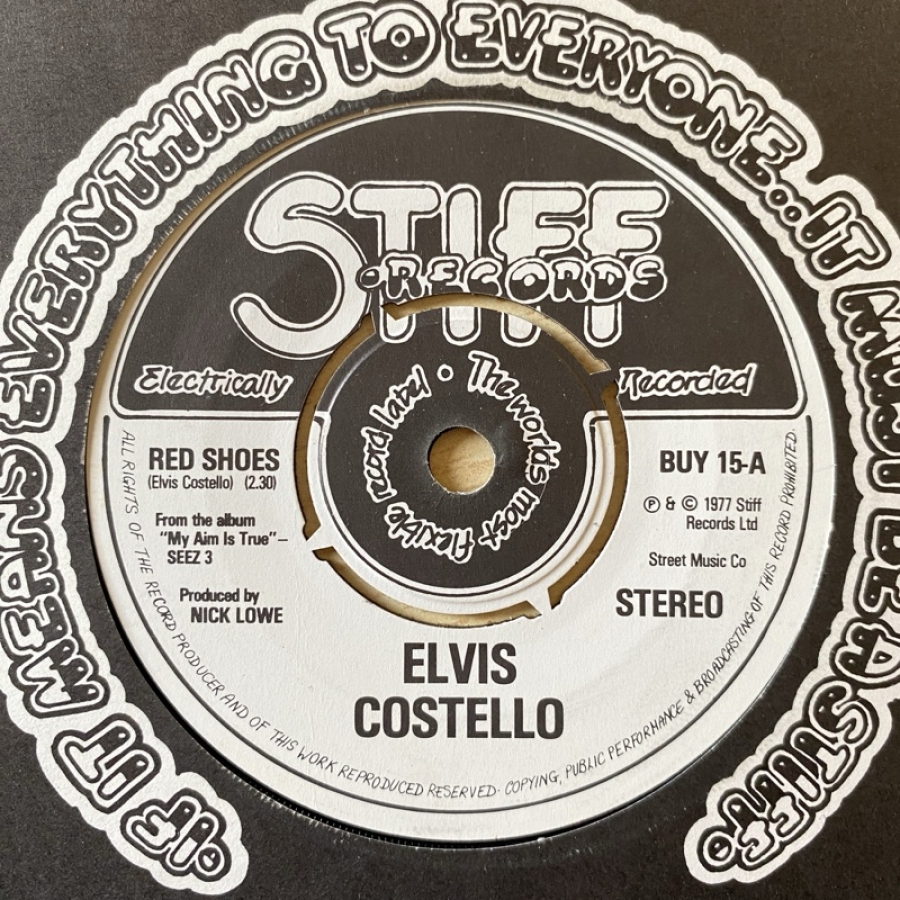 IF IT MEANS EVERYTHING TO EVERYONE...IT MUST BE A STIFF.
STIFF
RECORDS
Electrically Recorded
The worlds most flexible record label
RED SHOES
(Elvis Costello) (2.30)
From the album
"My Aim Is True"–
SEEZ 3
Produced by
NICK LOWE
BUY 15-A
Ⓟ & © 1977 Stiff
Records Ltd
Street Music Co
STEREO
ELVIS
COSTELLO
ALL RIGHTS OF THE RECORD PRODUCER AND OF THIS WORK REPRODUCED RESERVED· COPYING, PUBLIC PERFORMANCE & BROADCASTING OF THIS RECORD PROHIBITED.